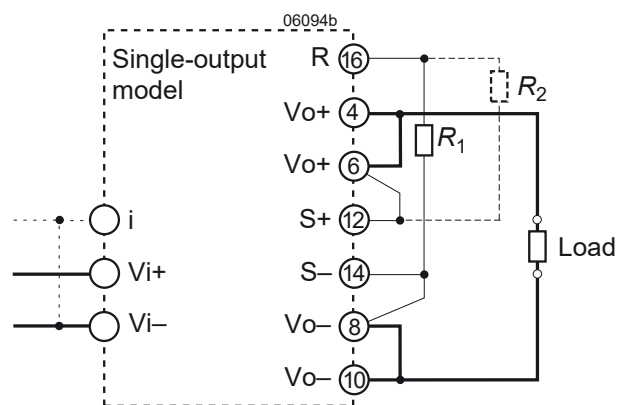 06094b
Single-output
model
R 16
Vo+ 4
R2
R1
Vo+ 6
i
S+ 12
Load
Vi+
S– 14
Vi–
Vo– 8
Vo– 10